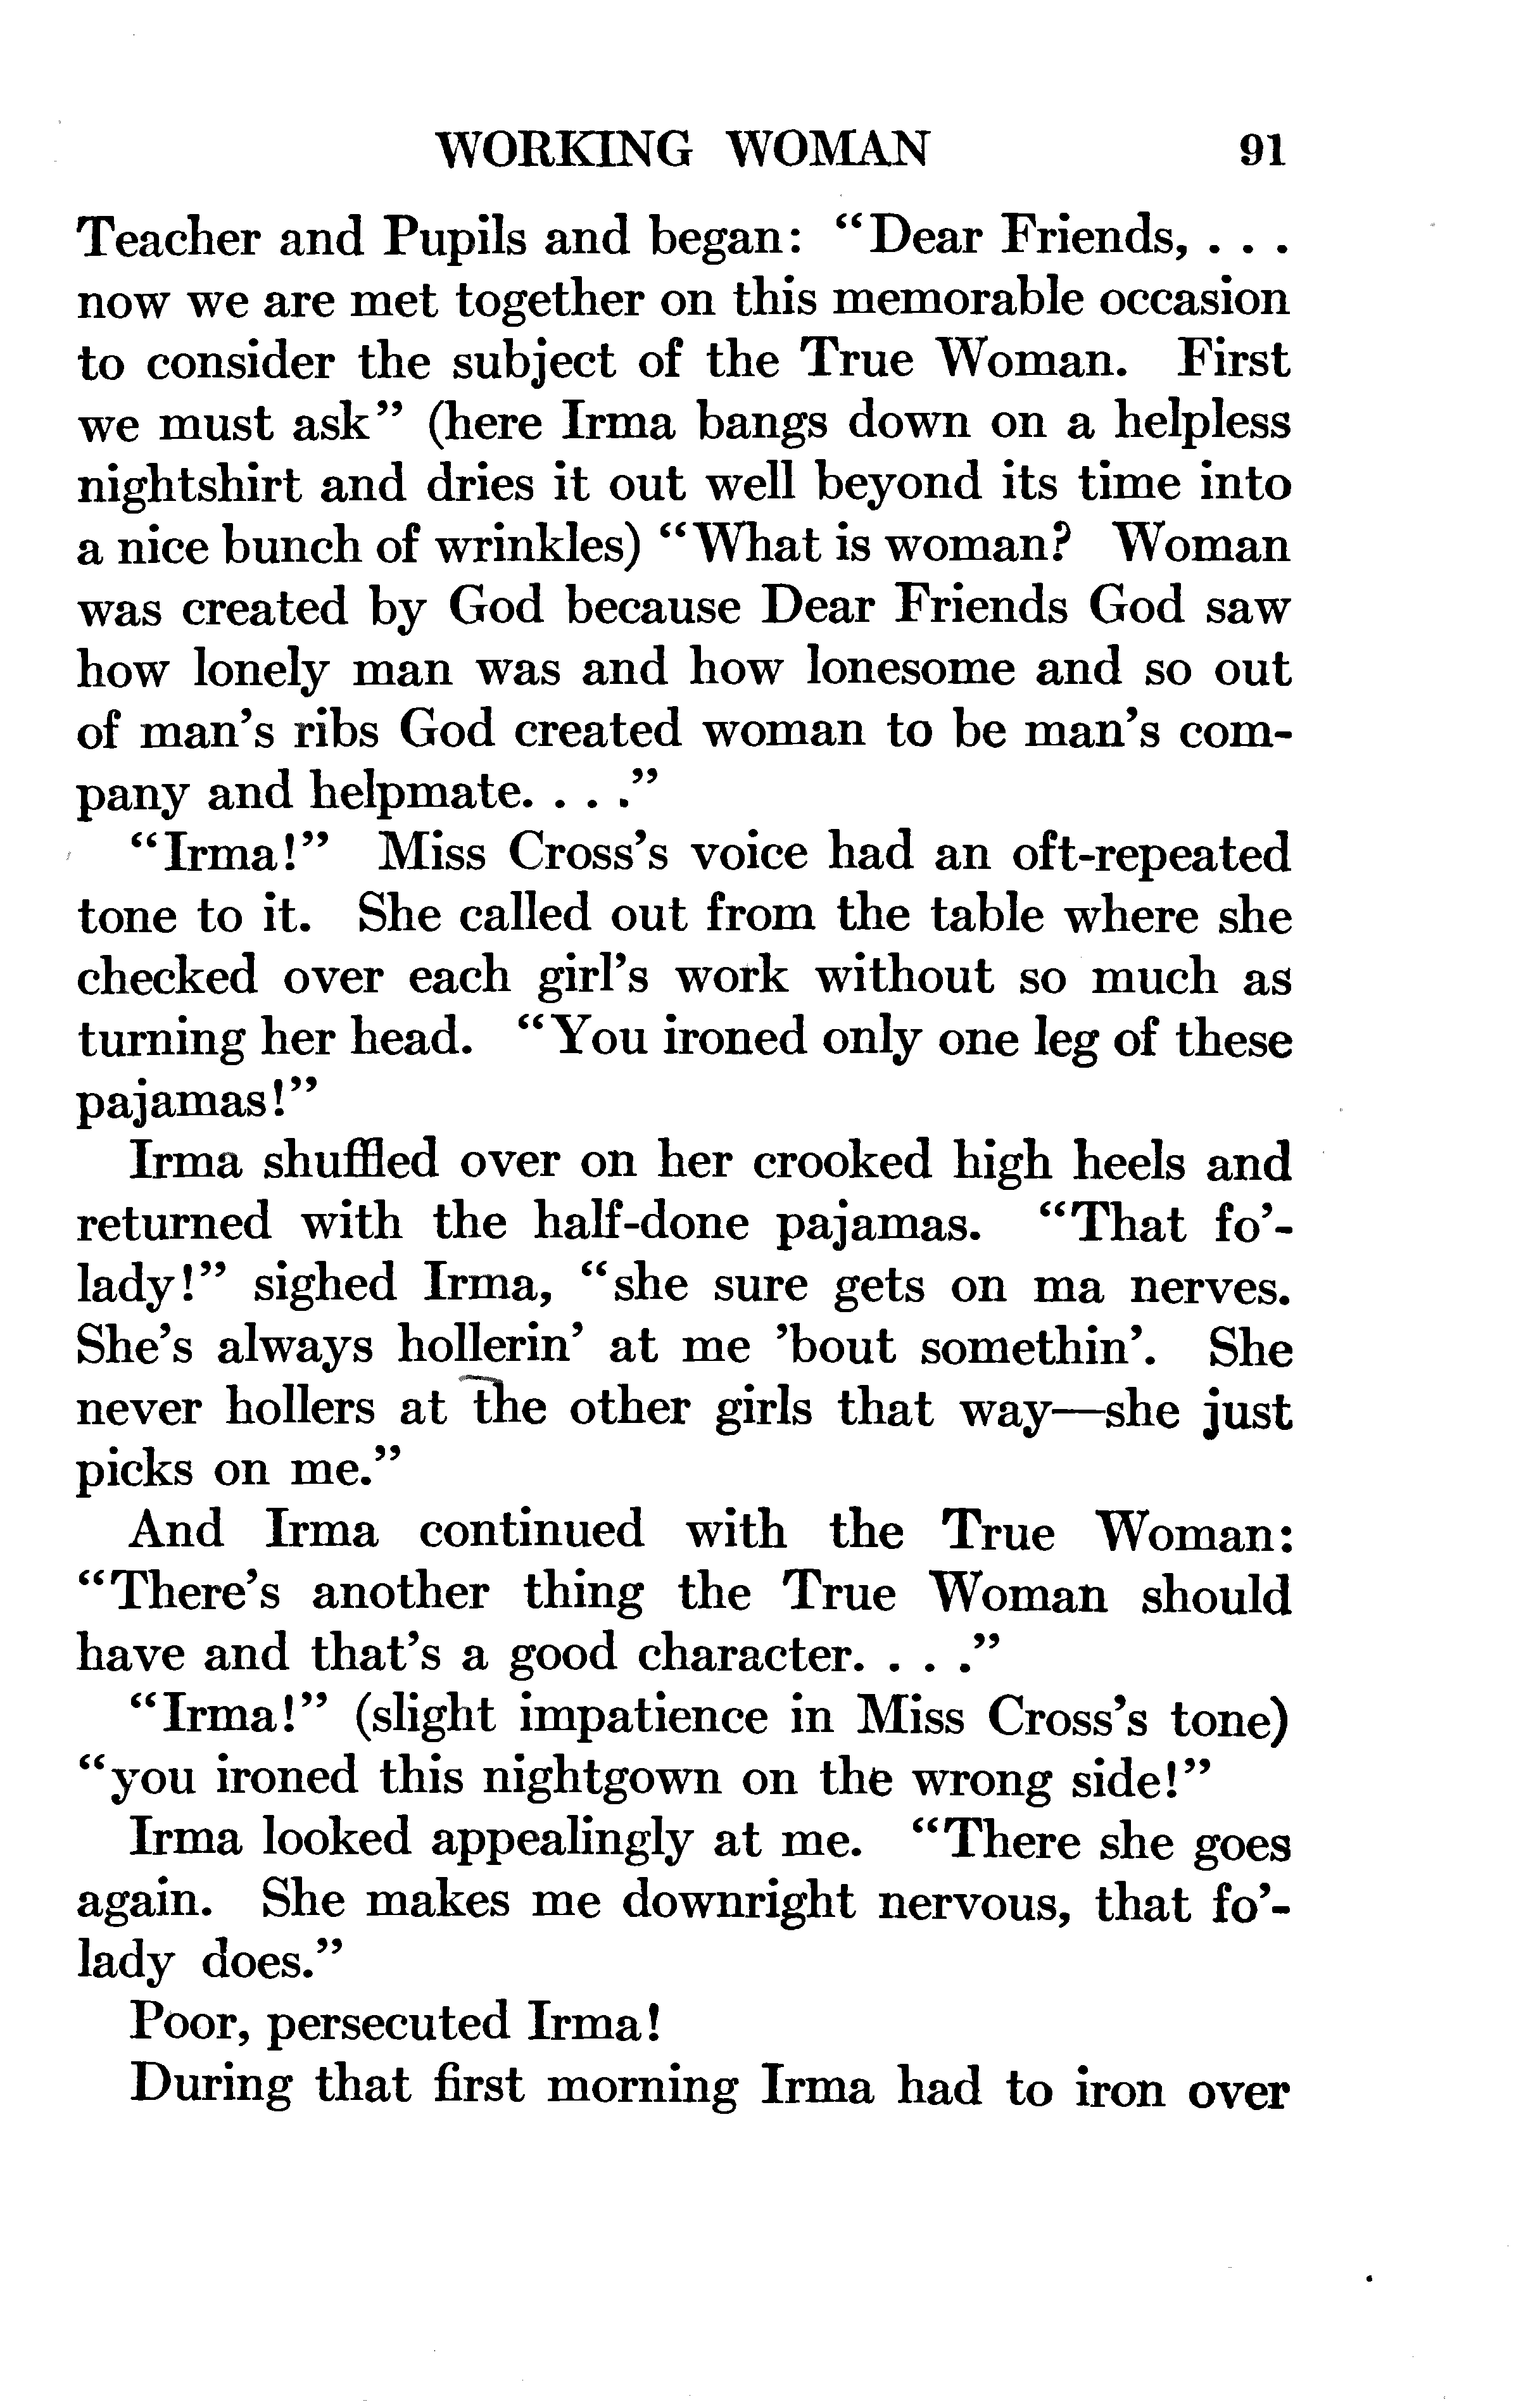 WORKING WOMAN 91
Teacher and Pupils and began: "Dear Friends, . . .
now we are met together on this memorable occasion
to consider the subject of the True Woman. First
we must ask" (here Irma bangs down on a helpless
nightshirt and dries it out well beyond its time into
a nice bunch of wrinkles) "What is woman? Woman
was created by God because Dear Friends God saw
how lonely man was and how lonesome and so out
of man's ribs God created woman to be man's com-
pany and helpmate. . . ."
"Irma!" Miss Cross's voice had an oft-repeated
tone to it. She called out from the table where she
checked over each girl's work without so much as
turning her head. "You ironed only one leg of these
pajamas!"
Irma shuffled over on her crooked high heels and
returned with the half-done pajamas. "That fo'-
lady!" sighed Irma, "she sure gets on ma nerves.
She's always hollerin' at me 'bout somethin'. She
never hollers at the other girls that way—she just
picks on me."
And Irma continued with the True Woman:
"There's another thing the True Woman should
have and that's a good character. . . ."
"Irma!" (slight impatience in Miss Cross's tone)
"you ironed this nightgown on the wrong side!"
Irma looked appealingly at me. "There she goes
again. She makes me downright nervous, that fo'-
lady does."
Poor, persecuted Irma!
During that first morning Irma had to iron over